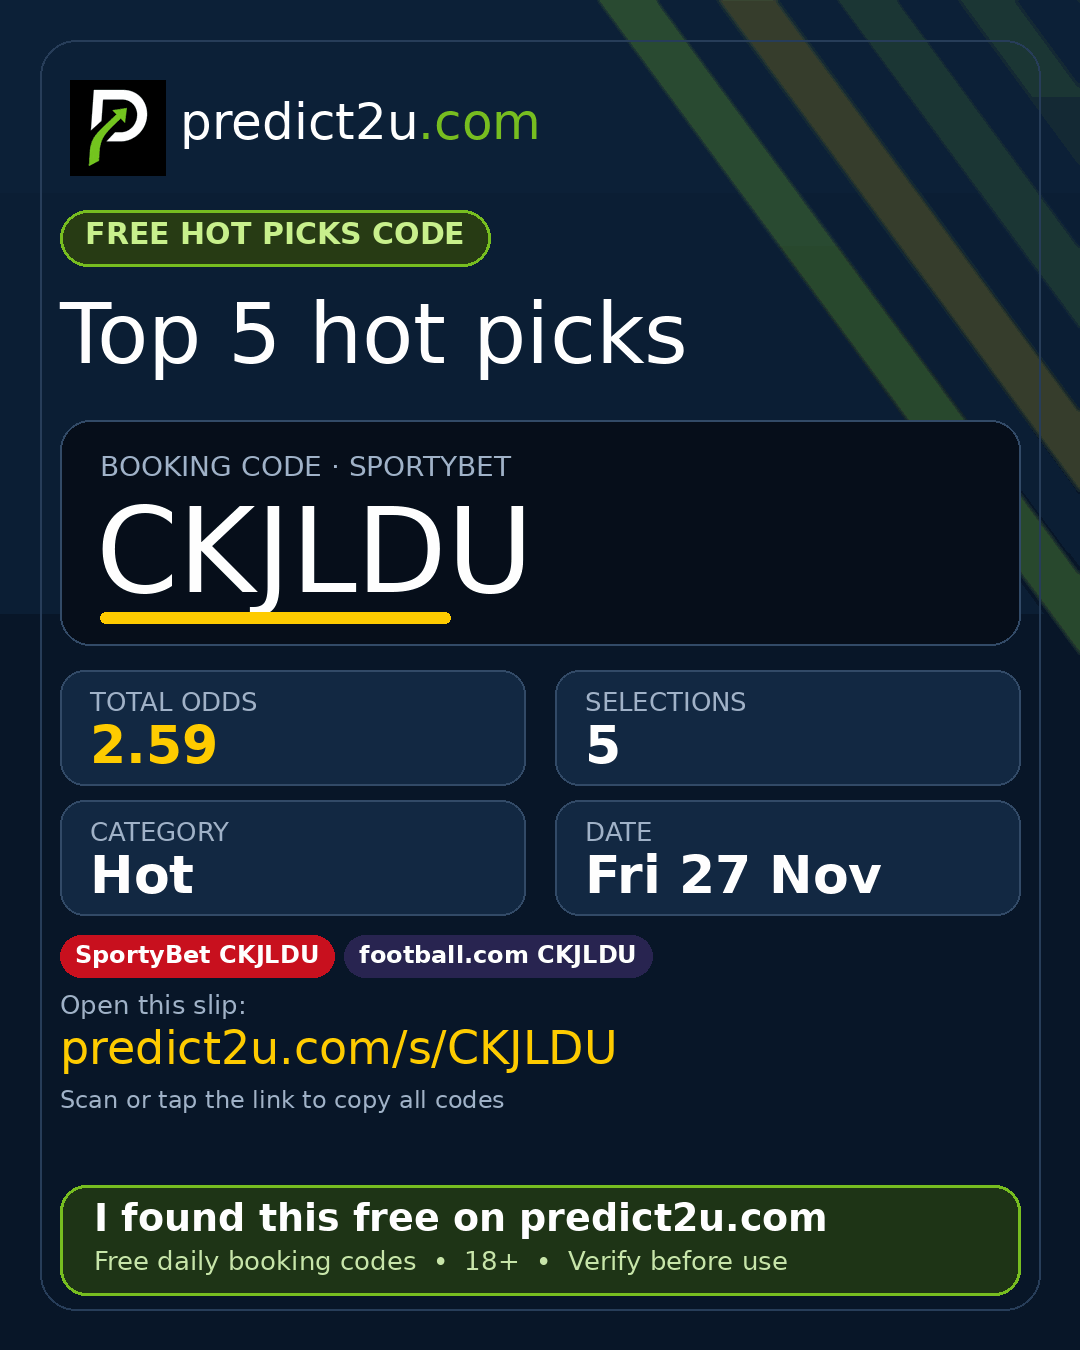 predict2u.com
FREE HOT PICKS CODE
Top 5 hot picks
BOOKING CODE · SPORTYBET
CKJLDU
TOTAL ODDS
2.59
SELECTIONS
5
CATEGORY
Hot
DATE
Fri 27 Nov
SportyBet CKJLDU
football.com CKJLDU
Open this slip:
predict2u.com/s/CKJLDU
Scan or tap the link to copy all codes
I found this free on predict2u.com
Free daily booking codes • 18+ • Verify before use